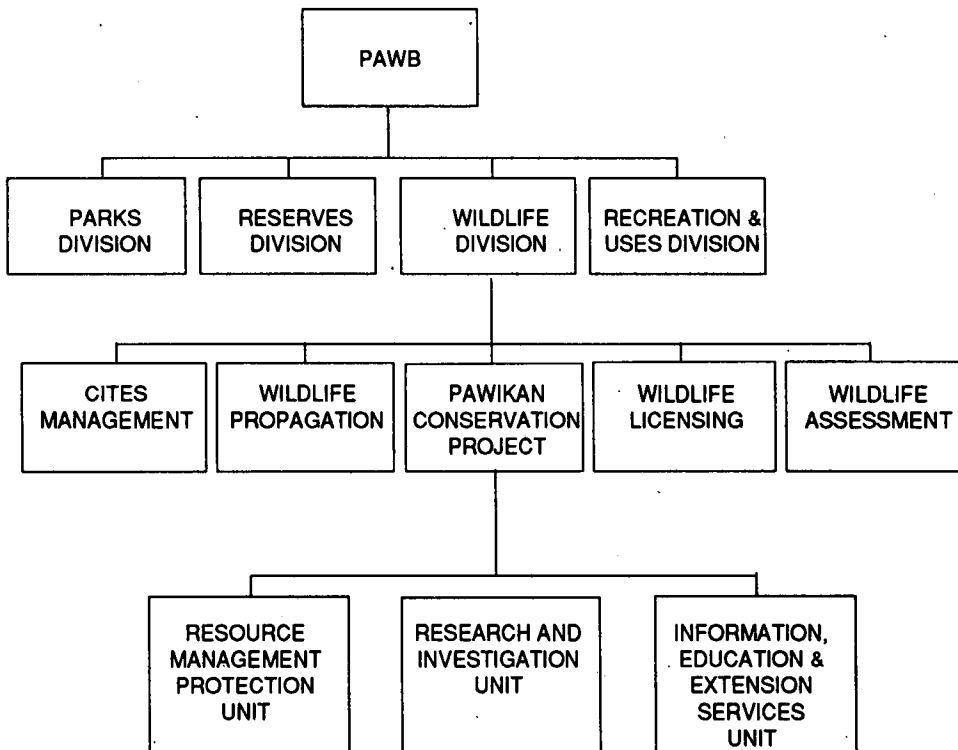 PAWB
PARKS
DIVISION
RESERVES
DIVISION
WILDLIFE
DIVISION
RECREATION &
USES DIVISION
CITES
MANAGEMENT
WILDLIFE
PROPAGATION
PAWIKAN
CONSERVATION
PROJECT
WILDLIFE
LICENSING
WILDLIFE
ASSESSMENT
RESOURCE
MANAGEMENT
PROTECTION
UNIT
RESEARCH AND
INVESTIGATION
UNIT
INFORMATION,
EDUCATION &
EXTENSION
SERVICES
UNIT